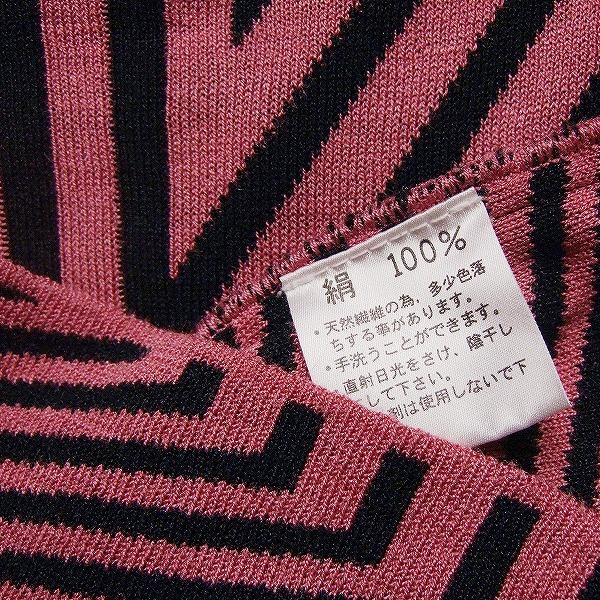 絹 100%
・天然繊維の為、多少色落
ちする事があります。
・手洗うことができます。
・直射日光をさけ、陰干し
して下さい。
剤は使用しないで下